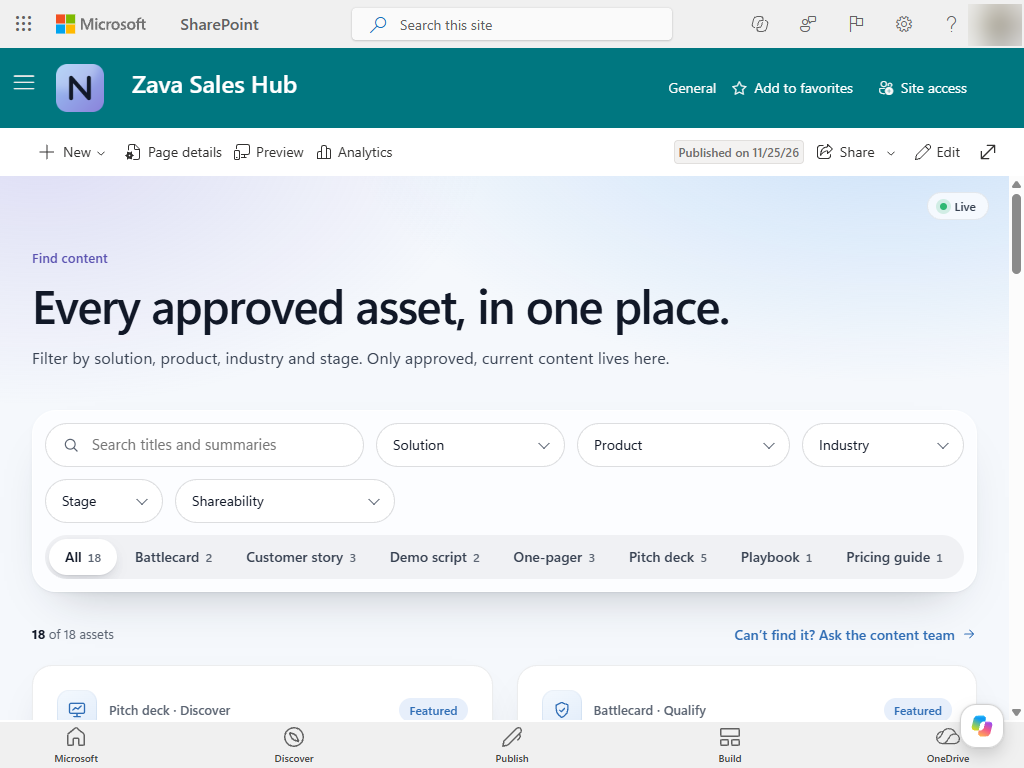 Microsoft
SharePoint
Search this site
?
N
Zava Sales Hub
General
Add to favorites
Site access
New
Page details
Preview
Analytics
Published on 11/25/26
Share
Edit
Live
Find content
Every approved asset, in one place.
Filter by solution, product, industry and stage. Only approved, current content lives here.
Search titles and summaries
Solution
Product
Industry
Stage
Shareability
All 18
Battlecard 2
Customer story 3
Demo script 2
One-pager 3
Pitch deck 5
Playbook 1
Pricing guide 1
18 of 18 assets
Can't find it? Ask the content team →
Pitch deck · Discover
Featured
Battlecard · Qualify
Featured
Microsoft
Discover
Publish
Build
OneDrive